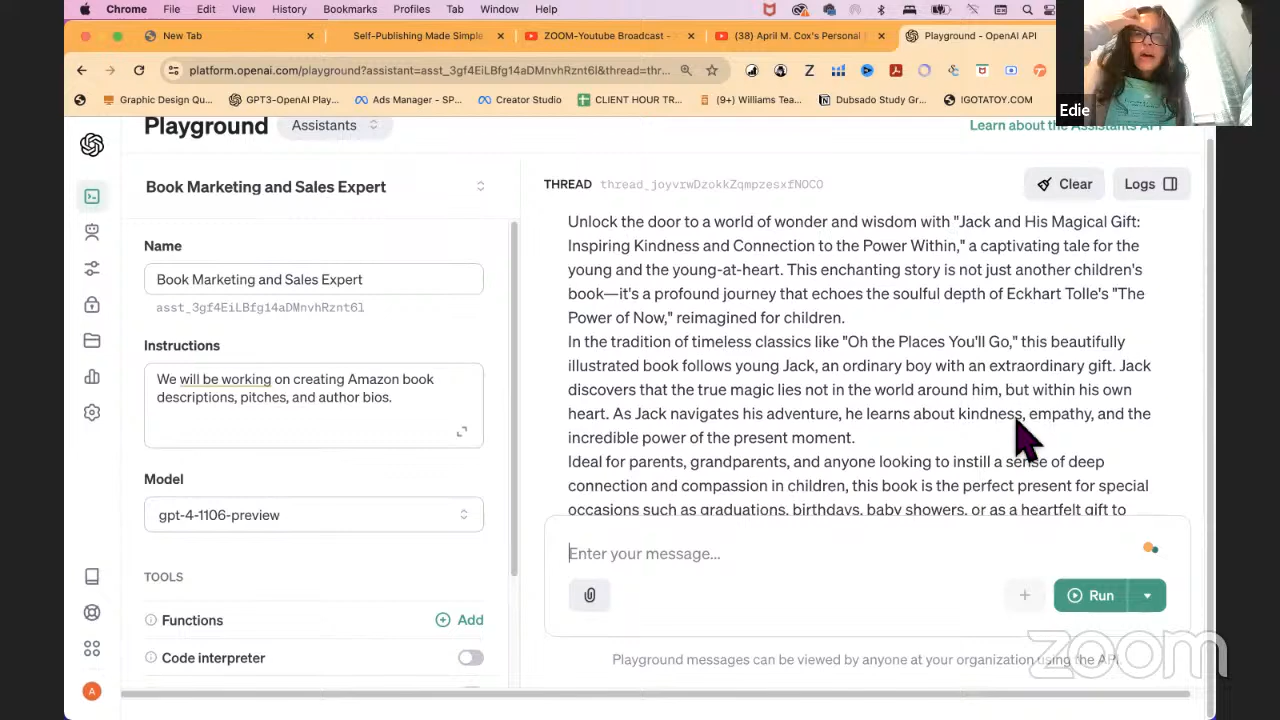 Chrome File Edit View History Bookmarks Profiles Tab Window Help
New Tab Self-Publishing Made Simple ZOOM-Youtube Broadcast - (38) April M. Cox's Personal Playground - OpenAI API
platform.openai.com/playground?assistant=asst_3gf4EiLBfg14aDMnvhRznt6l&thread=thr...
Graphic Design Qu... GPT3-OpenAI Play... Ads Manager - SP... Creator Studio CLIENT HOUR TR... (9+) Williams Tea... Dubsado Study Gr... IGOTATOY.COM
Edie
Playground Assistants
Learn about the Assistants API
Book Marketing and Sales Expert
THREAD thread_joyvrwDzokkZqmpzesxfNOCO
Clear Logs
Name
Book Marketing and Sales Expert
asst_3gf4EiLBfg14aDMnvhRznt6l
Instructions
We will be working on creating Amazon book
descriptions, pitches, and author bios.
Model
gpt-4-1106-preview
TOOLS
Functions Add
Code interpreter
A
Unlock the door to a world of wonder and wisdom with "Jack and His Magical Gift:
Inspiring Kindness and Connection to the Power Within," a captivating tale for the
young and the young-at-heart. This enchanting story is not just another children's
book—it's a profound journey that echoes the soulful depth of Eckhart Tolle's "The
Power of Now," reimagined for children.
In the tradition of timeless classics like "Oh the Places You'll Go," this beautifully
illustrated book follows young Jack, an ordinary boy with an extraordinary gift. Jack
discovers that the true magic lies not in the world around him, but within his own
heart. As Jack navigates his adventure, he learns about kindness, empathy, and the
incredible power of the present moment.
Ideal for parents, grandparents, and anyone looking to instill a sense of deep
connection and compassion in children, this book is the perfect present for special
occasions such as graduations, birthdays, baby showers, or as a heartfelt gift to
Enter your message...
Run
Playground messages can be viewed by anyone at your organization using the API.
zoom